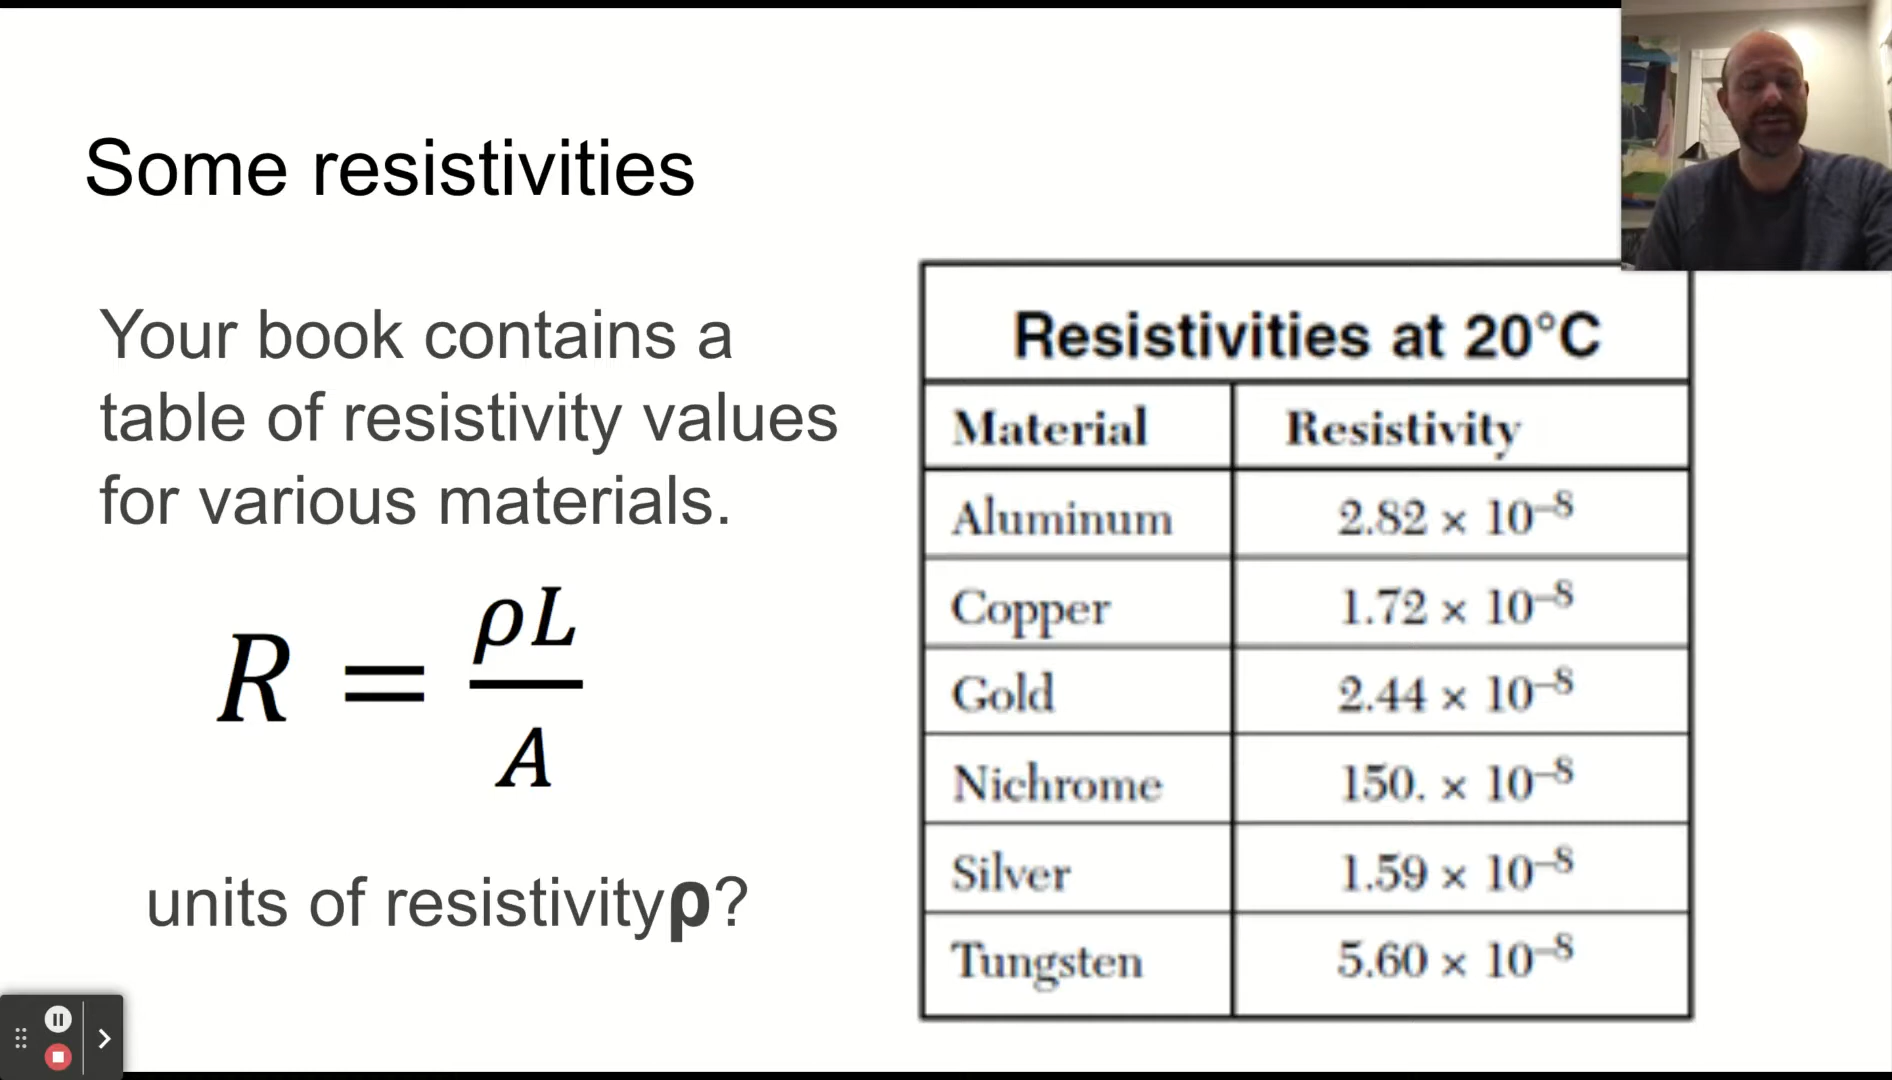 Some resistivities
Your book contains a
table of resistivity values
for various materials.
R = ρL/A
units of resistivityρ?
Resistivities at 20°C
Material Resistivity
Aluminum 2.82 × 10⁻⁸
Copper 1.72 × 10⁻⁸
Gold 2.44 × 10⁻⁸
Nichrome 150. × 10⁻⁸
Silver 1.59 × 10⁻⁸
Tungsten 5.60 × 10⁻⁸